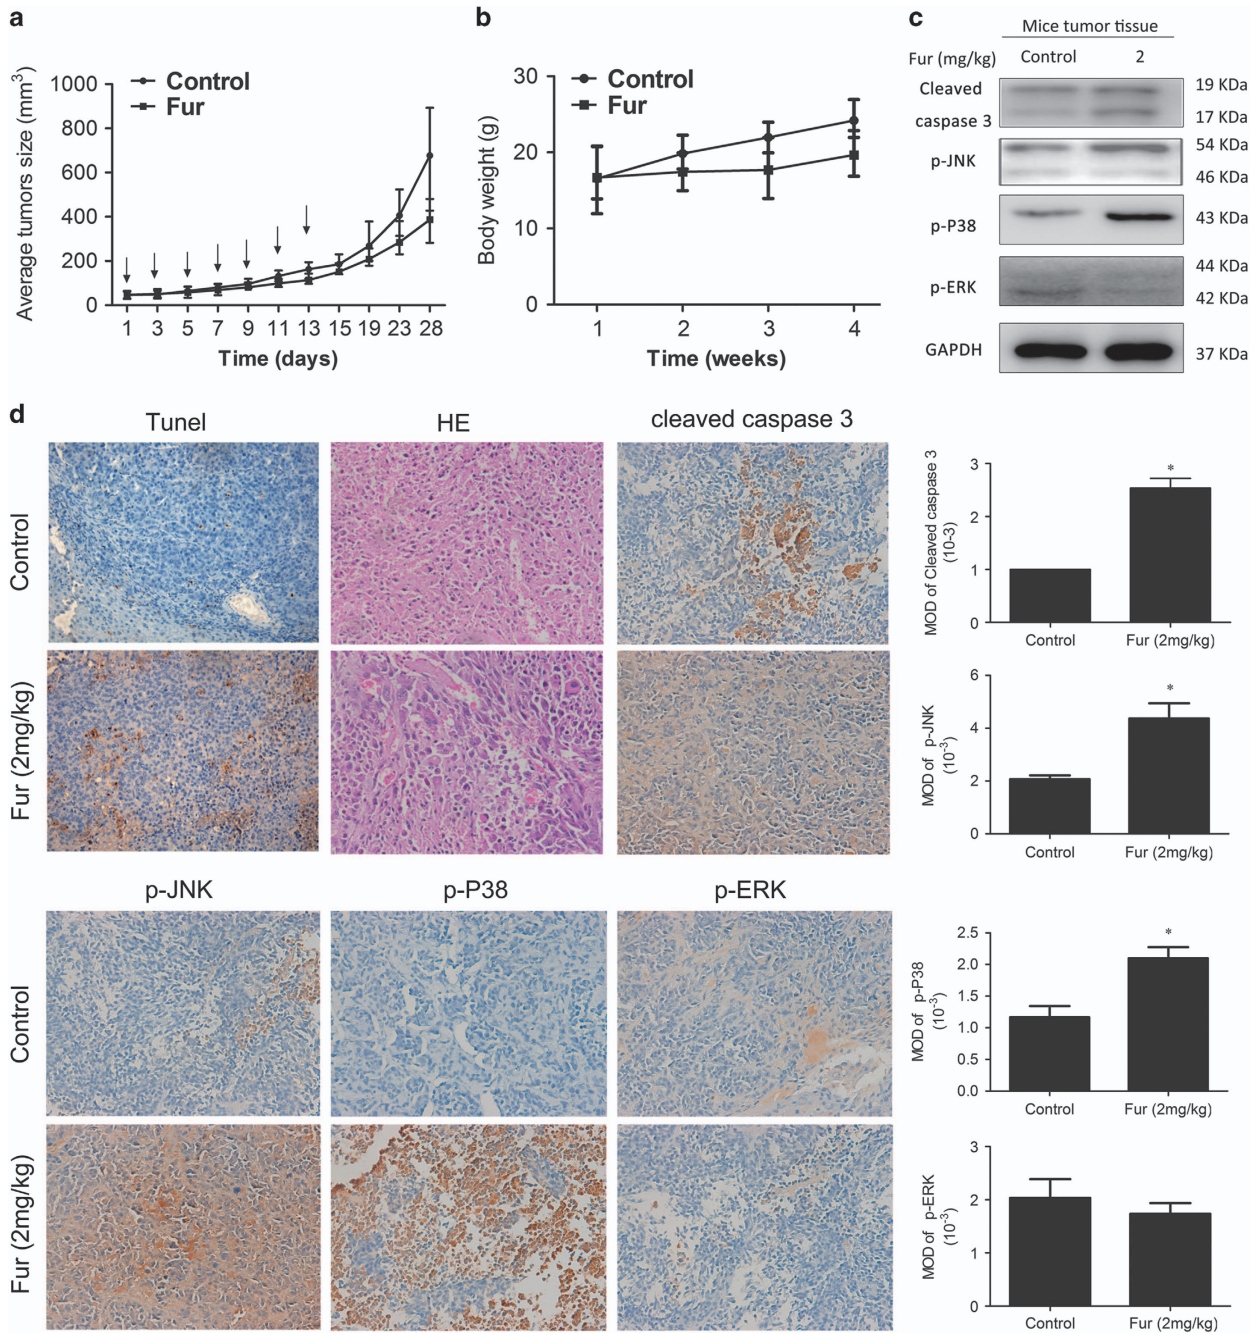 a
Average tumors size (mm³)
1000
800
600
400
200
0
Control
Fur
1 3 5 7 9 11 13 15 19 23 28
Time (days)
b
Body weight (g)
30
20
10
0
Control
Fur
1 2 3 4
Time (weeks)
c
Mice tumor tissue
Fur (mg/kg) Control 2
Cleaved
caspase 3
19 KDa
17 KDa
p-JNK
54 KDa
46 KDa
p-P38
43 KDa
p-ERK
44 KDa
42 KDa
GAPDH
37 KDa
d
Tunel HE cleaved caspase 3
Control
Fur (2mg/kg)
MOD of Cleaved caspase 3
(10-3)
3
2
1
0
*
Control Fur (2mg/kg)
MOD of p-JNK
(10⁻³)
6
4
2
0
*
Control Fur (2mg/kg)
p-JNK p-P38 p-ERK
Control
Fur (2mg/kg)
MOD of p-P38
(10⁻³)
2.5
2.0
1.5
1.0
0.5
0.0
*
Control Fur (2mg/kg)
MOD of p-ERK
(10⁻³)
3
2
1
0
Control Fur (2mg/kg)